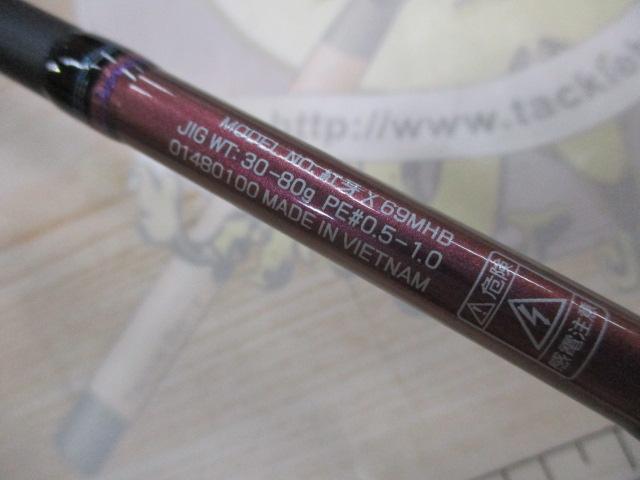 MODEL NO: 紅牙 X 69MHB
JIG WT: 30-80g PE#0.5-1.0
01480100 MADE IN VIETNAM
危険
感電注意
http://www.tackle